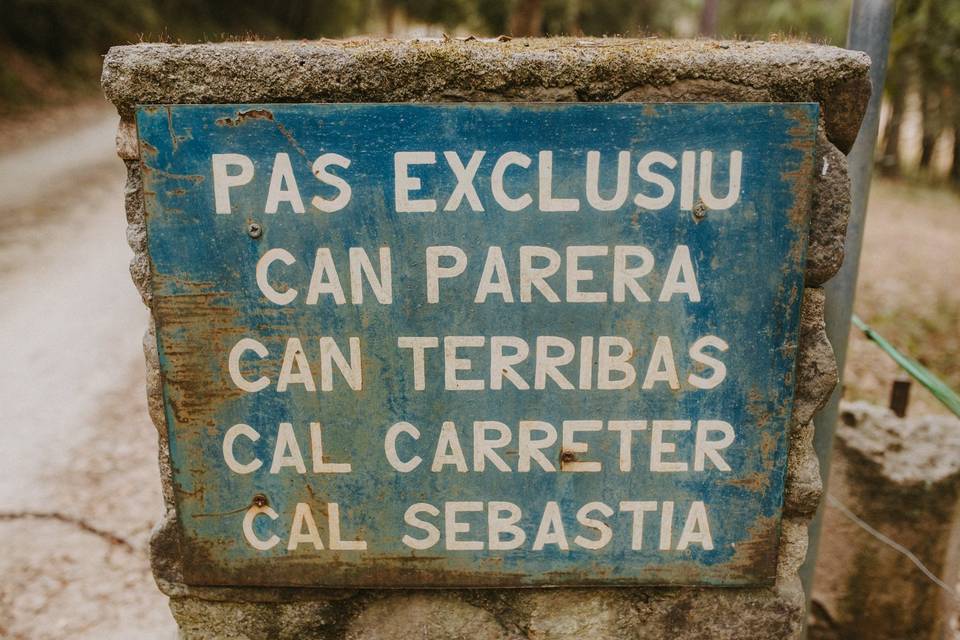 PAS EXCLUSIU
CAN PARERA
CAN TERRIBAS
CAL CARRETER
CAL SEBASTIA